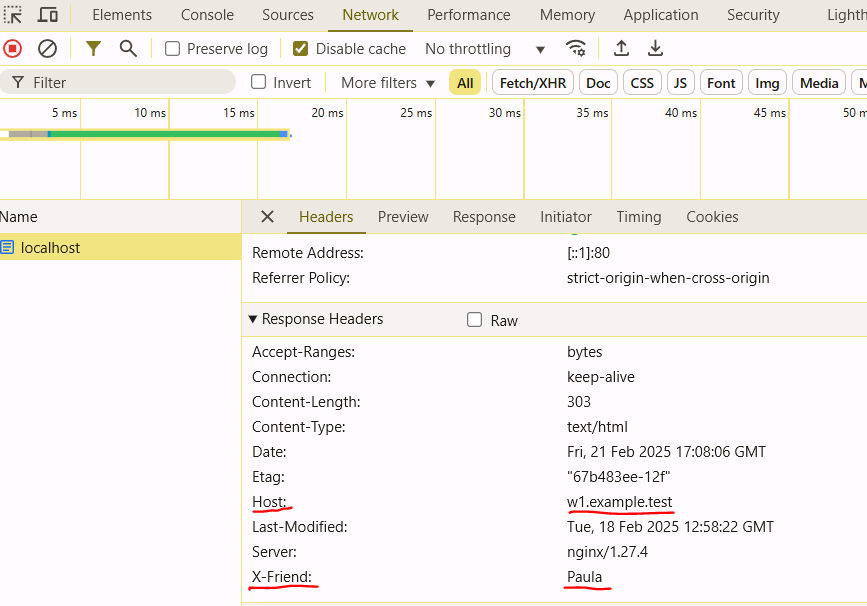 Elements Console Sources Network Performance Memory Application Security Lighth
Preserve log Disable cache No throttling
Filter Invert More filters All Fetch/XHR Doc CSS JS Font Img Media M
5 ms 10 ms 15 ms 20 ms 25 ms 30 ms 35 ms 40 ms 45 ms 50 m
Name Headers Preview Response Initiator Timing Cookies
localhost
Remote Address: [::1]:80
Referrer Policy: strict-origin-when-cross-origin
Response Headers Raw
Accept-Ranges: bytes
Connection: keep-alive
Content-Length: 303
Content-Type: text/html
Date: Fri, 21 Feb 2025 17:08:06 GMT
Etag: "67b483ee-12f"
Host: w1.example.test
Last-Modified: Tue, 18 Feb 2025 12:58:22 GMT
Server: nginx/1.27.4
X-Friend: Paula